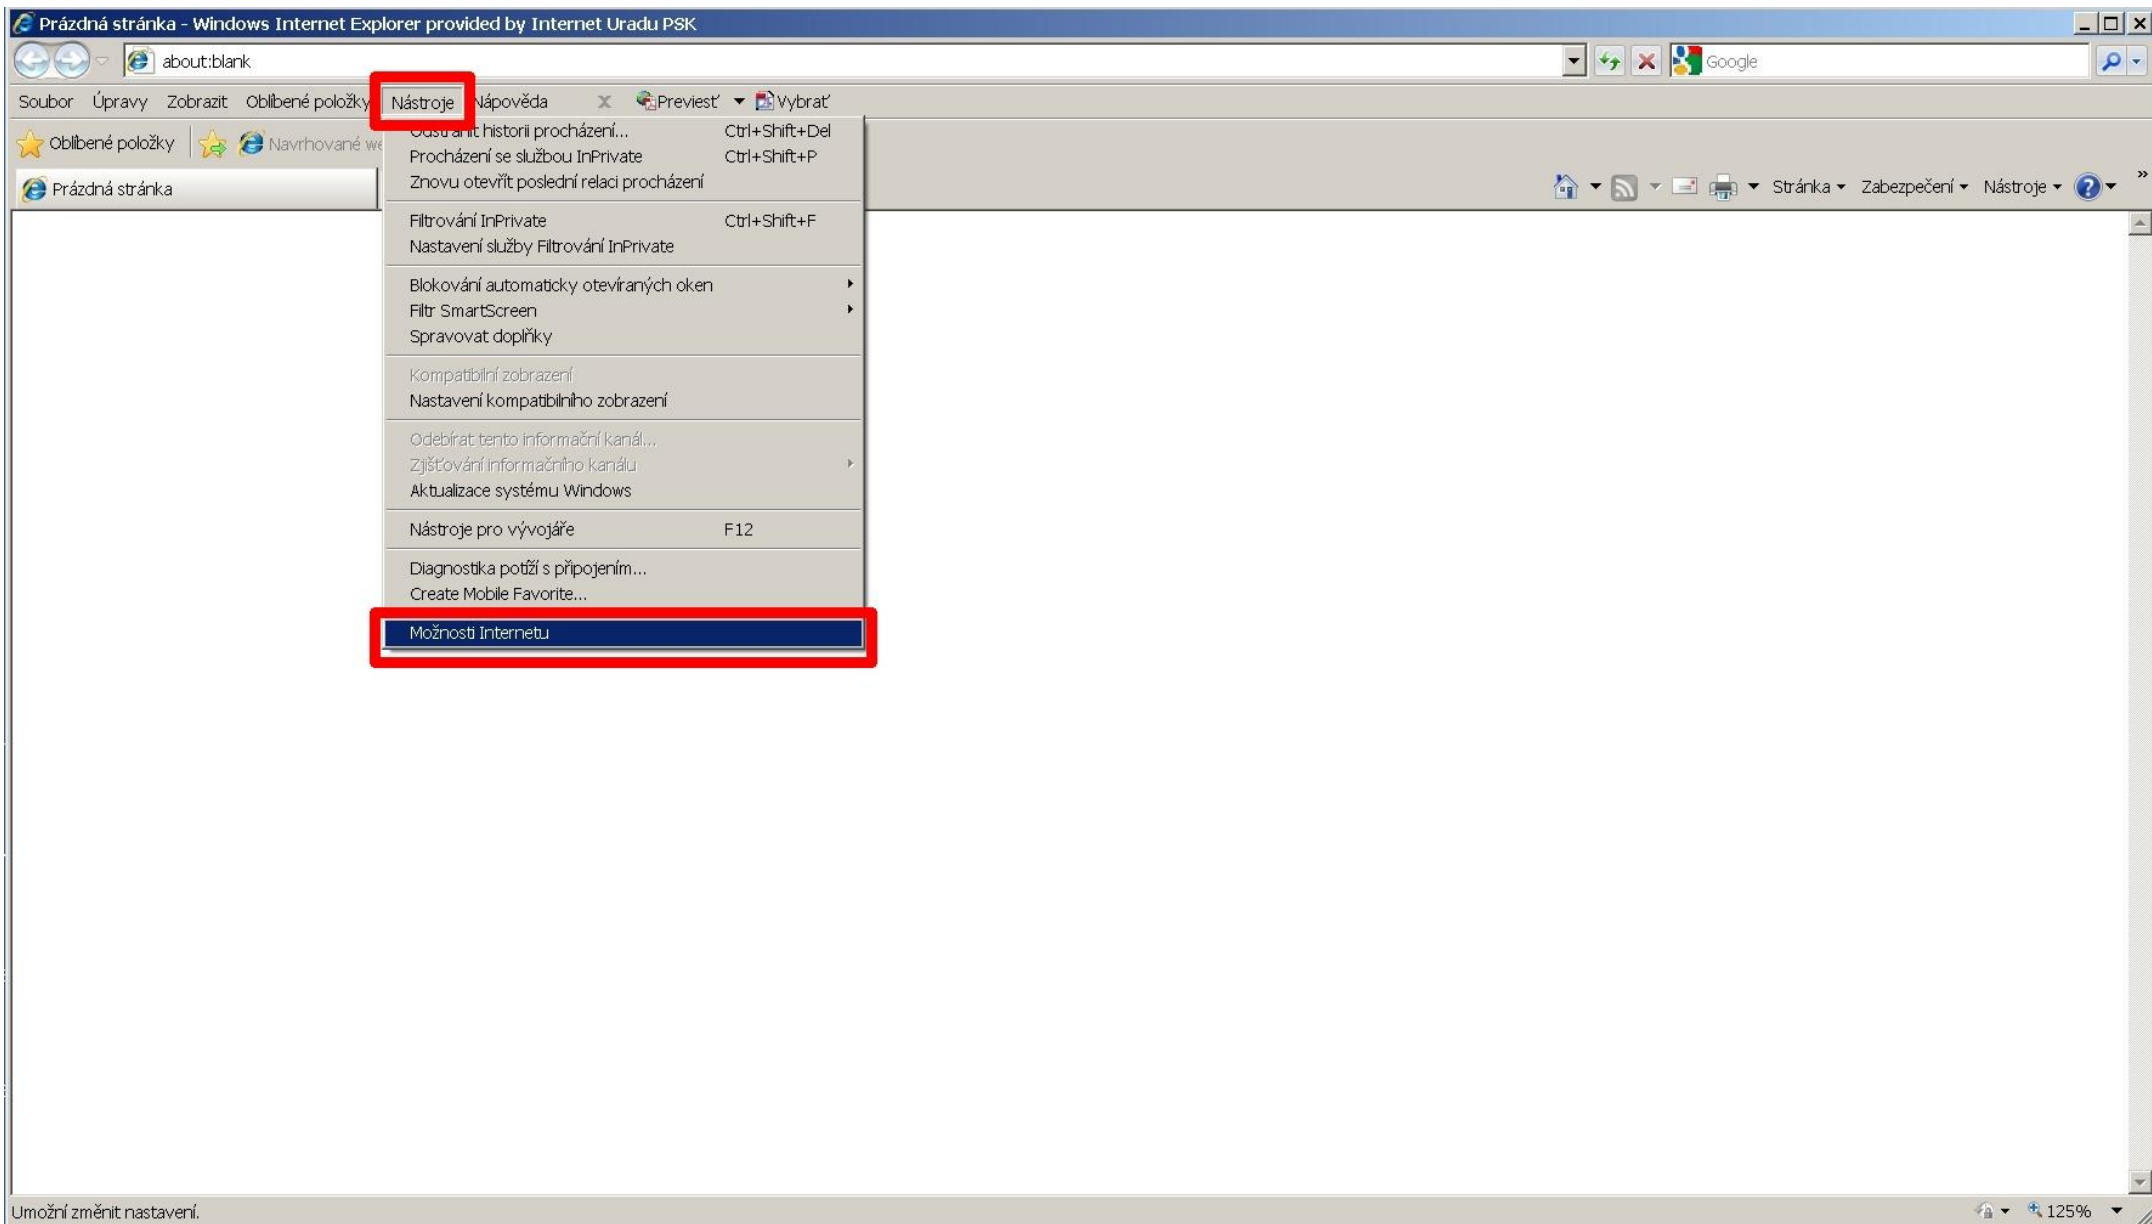 Prázdná stránka - Windows Internet Explorer provided by Internet Uradu PSK
about:blank
Google
Soubor Úpravy Zobrazit Oblíbené položky Nástroje Nápověda x Previesť Vybrať
Oblíbené položky Navrhované we
Prázdná stránka
Stránka Zabezpečení Nástroje »
Odstranit historii procházení... Ctrl+Shift+Del
Procházení se službou InPrivate Ctrl+Shift+P
Znovu otevřít poslední relaci procházení
Filtrování InPrivate Ctrl+Shift+F
Nastavení služby Filtrování InPrivate
Blokování automaticky otevíraných oken
Filtr SmartScreen
Spravovat doplňky
Kompatibilní zobrazení
Nastavení kompatibilního zobrazení
Odebírat tento informační kanál...
Zjišťování informačního kanálu
Aktualizace systému Windows
Nástroje pro vývojáře F12
Diagnostika potíží s připojením...
Create Mobile Favorite...
Možnosti Internetu
Umožní změnit nastavení.
125%